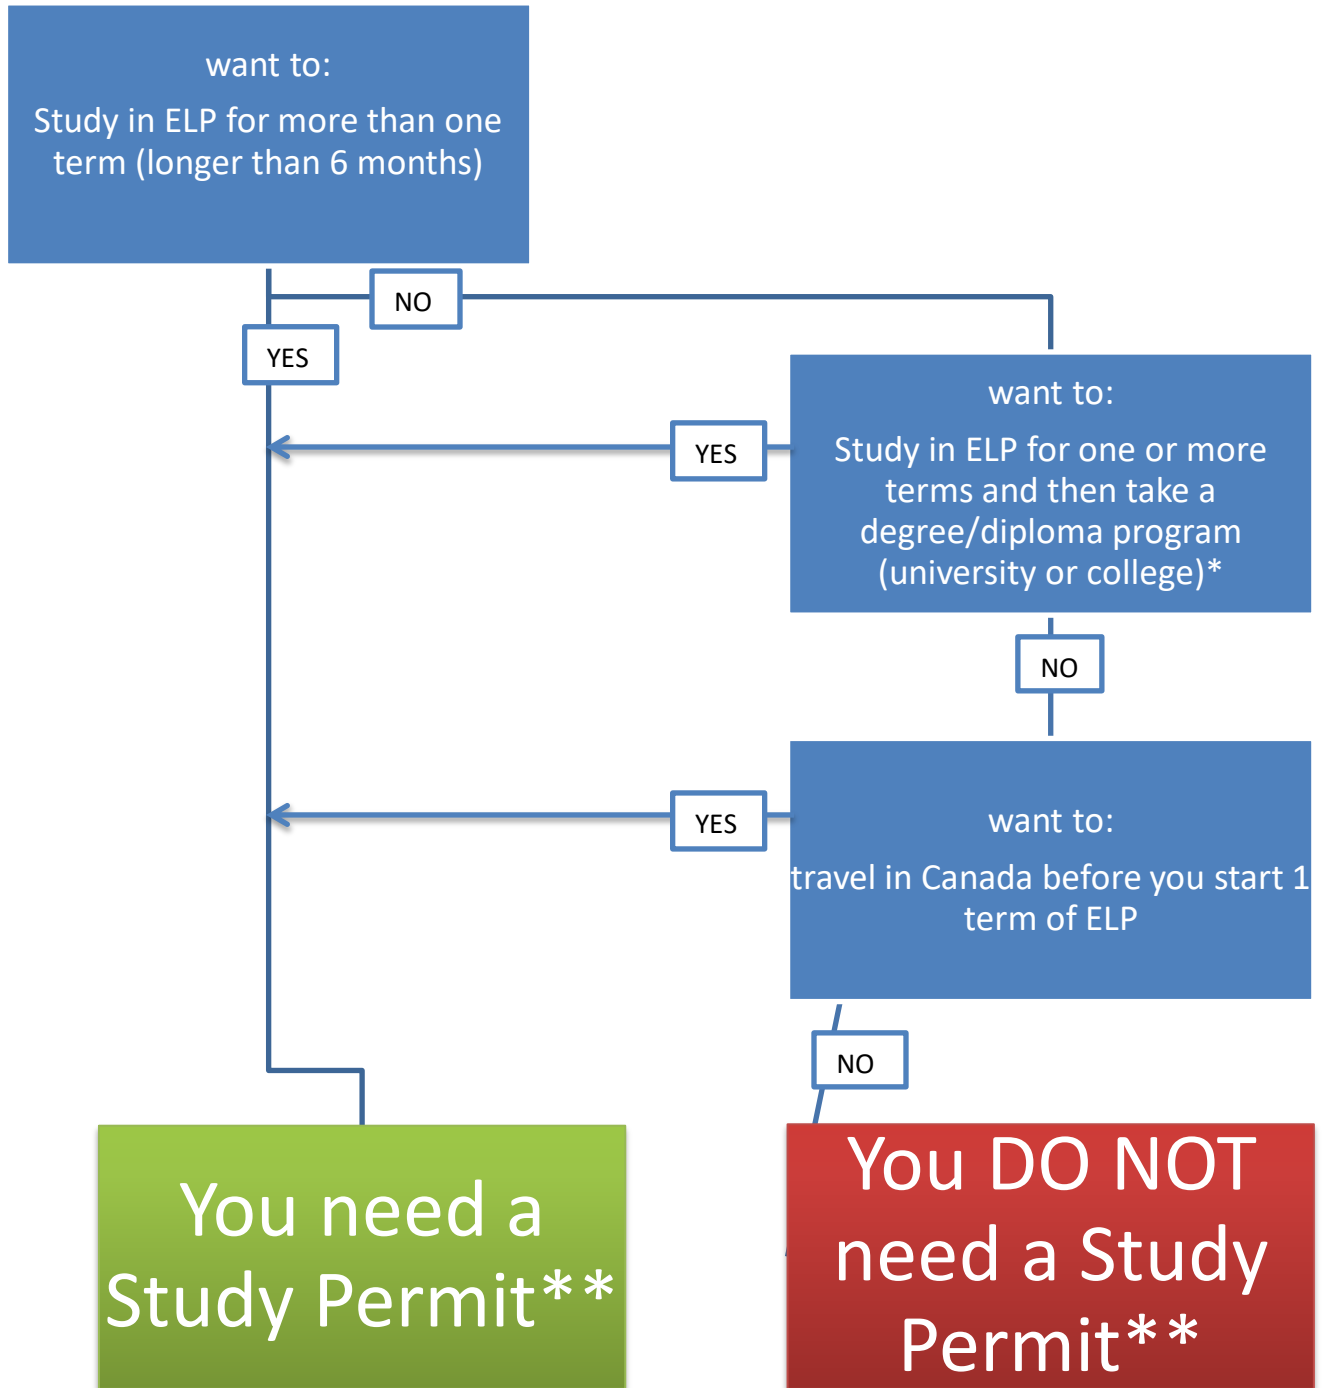 want to:
Study in ELP for more than one
term (longer than 6 months)
NO
YES
want to:
Study in ELP for one or more
terms and then take a
degree/diploma program
(university or college)*
YES
NO
want to:
travel in Canada before you start 1
term of ELP
YES
NO
You need a
Study Permit**
You DO NOT
need a Study
Permit**